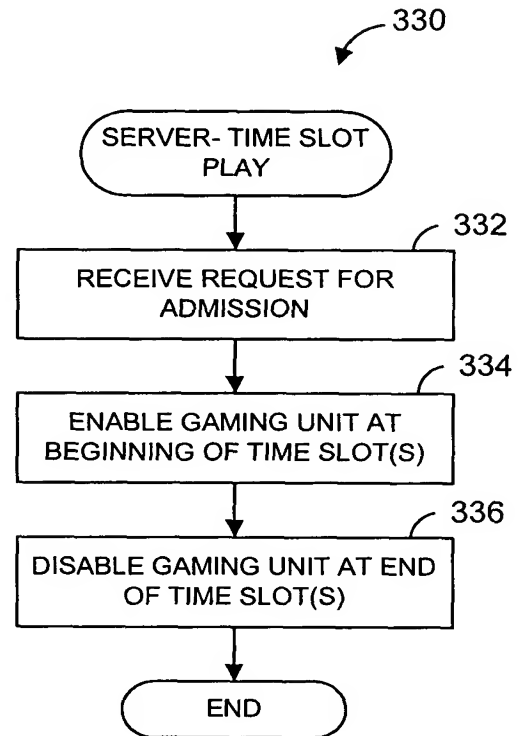 330
SERVER- TIME SLOT
PLAY
332
RECEIVE REQUEST FOR
ADMISSION
334
ENABLE GAMING UNIT AT
BEGINNING OF TIME SLOT(S)
336
DISABLE GAMING UNIT AT END
OF TIME SLOT(S)
END